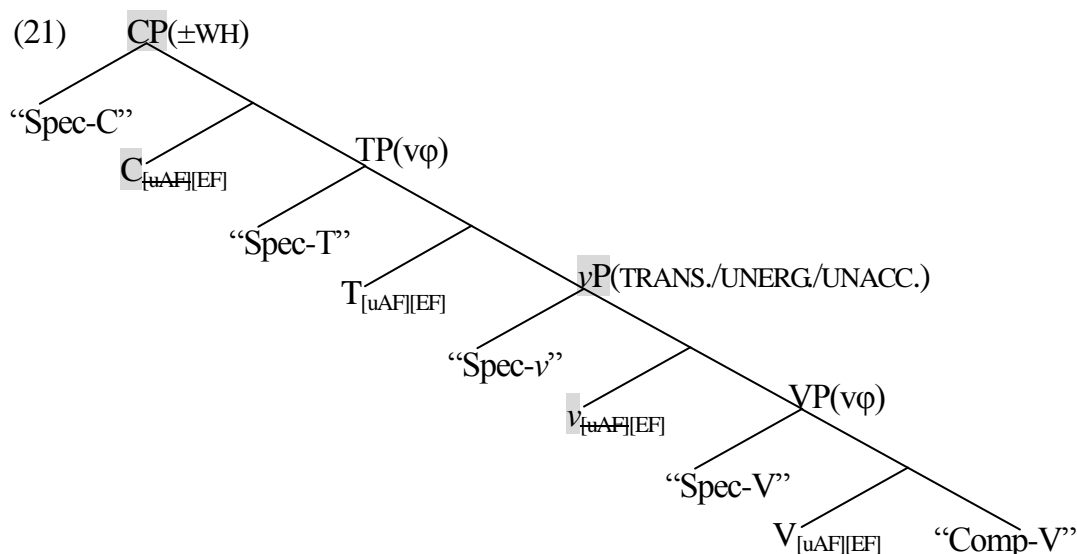 (21) CP(±WH)
“Spec-C”
C[uAF][EF]
TP(vφ)
“Spec-T”
T[uAF][EF]
vP(TRANS./UNERG./UNACC.)
“Spec-v”
v[uAF][EF]
VP(vφ)
“Spec-V”
V[uAF][EF]
“Comp-V”